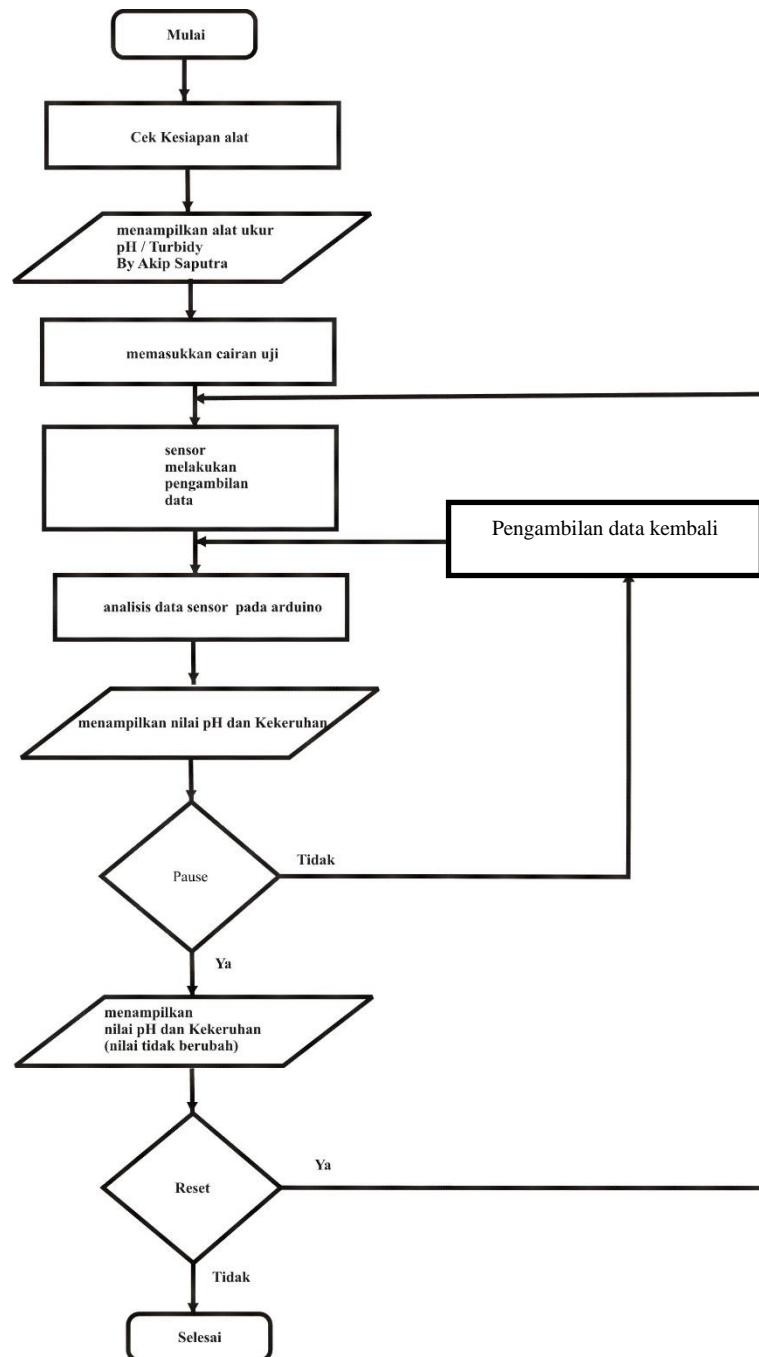 Mulai
Cek Kesiapan alat
menampilkan alat ukur
pH / Turbidy
By Akip Saputra
memasukkan cairan uji
sensor
melakukan
pengambilan
data
Pengambilan data kembali
analisis data sensor pada arduino
menampilkan nilai pH dan Kekeruhan
Pause
Tidak
Ya
menampilkan
nilai pH dan Kekeruhan
(nilai tidak berubah)
Reset
Ya
Tidak
Selesai